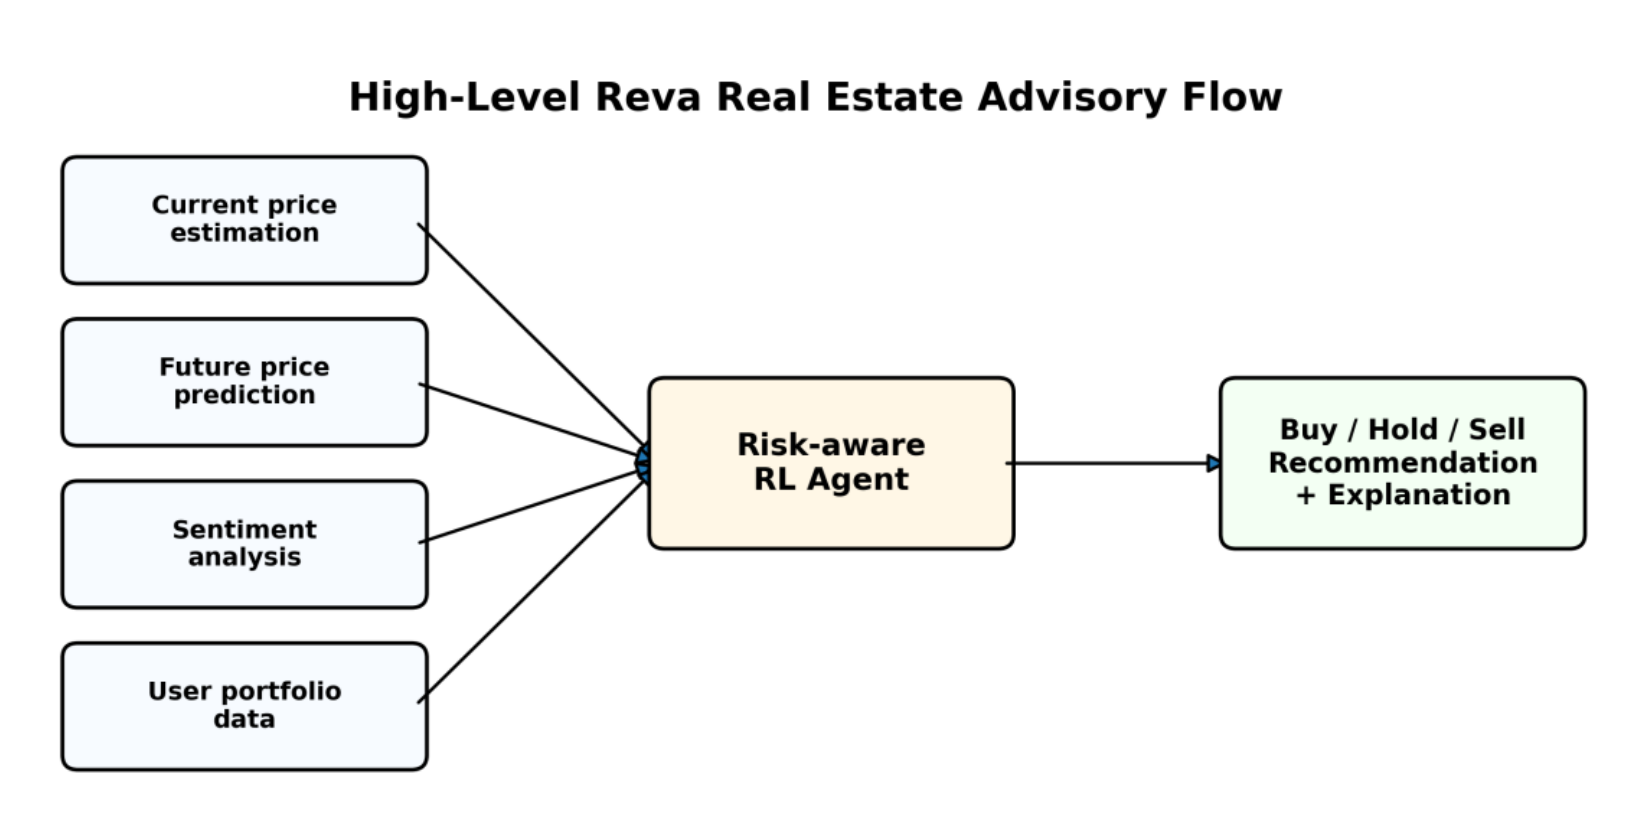 High-Level Reva Real Estate Advisory Flow
Current price
estimation
Future price
prediction
Sentiment
analysis
User portfolio
data
Risk-aware
RL Agent
Buy / Hold / Sell
Recommendation
+ Explanation